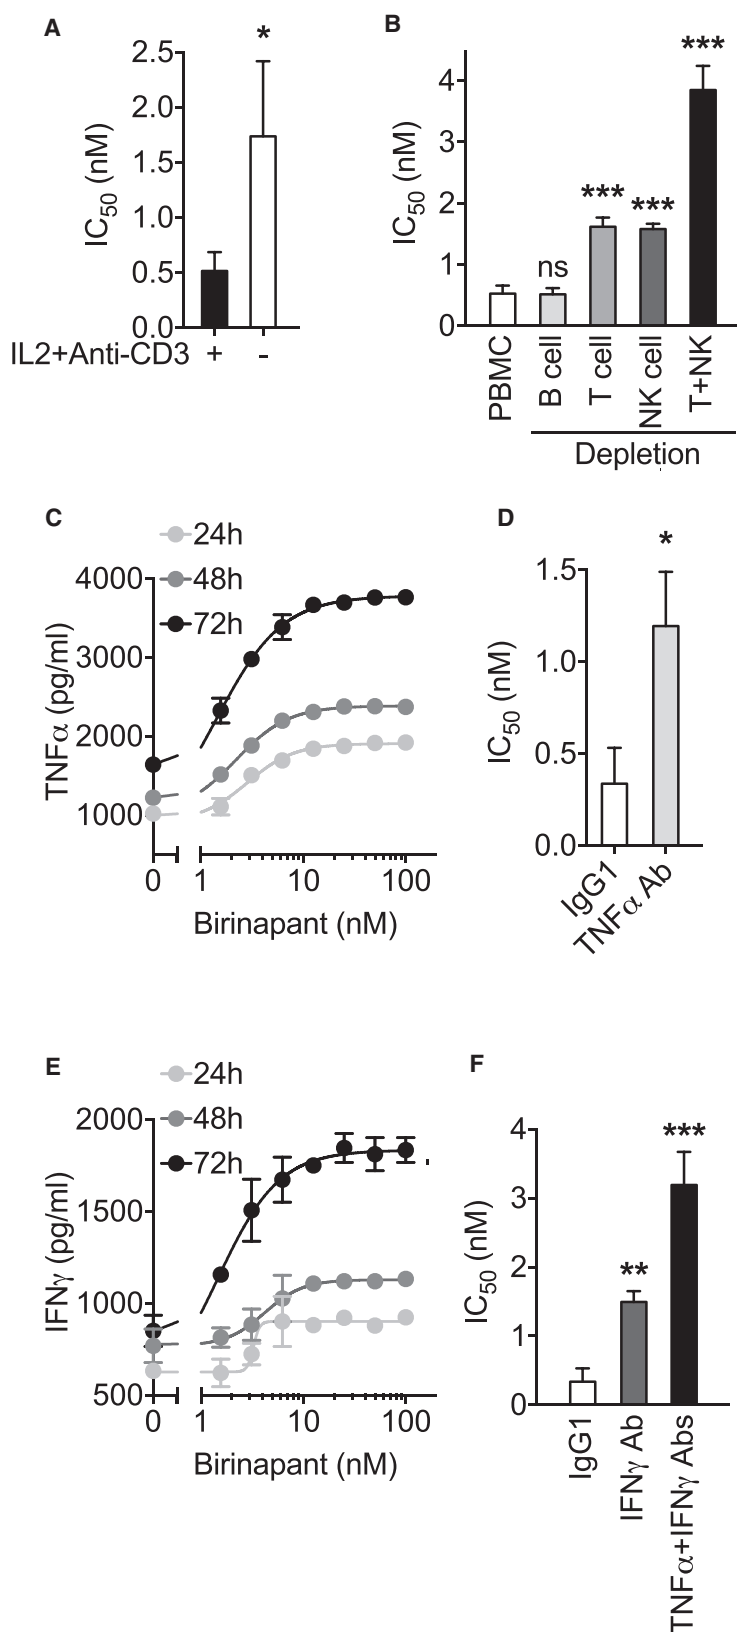 A
*
2.5
2.0
1.5
1.0
0.5
0.0
IC50 (nM)
IL2+Anti-CD3 + -
B
***
4
3
2
1
0
IC50 (nM)
ns
***
***
PBMC
B cell
T cell
NK cell
T+NK
Depletion
C
24h
48h
72h
4000
3000
2000
1000
TNFα (pg/ml)
0 1 10 100
Birinapant (nM)
D
*
1.5
1.0
0.5
0.0
IC50 (nM)
IgG1
TNFα Ab
E
24h
48h
72h
2000
1500
1000
500
IFNγ (pg/ml)
0 1 10 100
Birinapant (nM)
F
***
**
4
3
2
1
0
IC50 (nM)
IgG1
IFNγ Ab
TNFα+IFNγ Abs